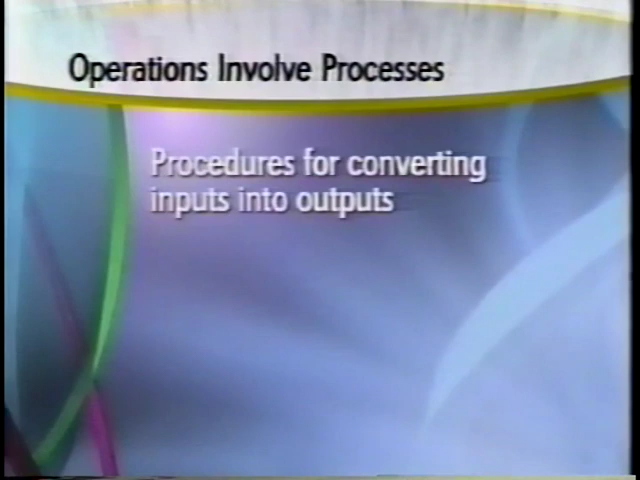 Operations Involve Processes
Procedures for converting
inputs into outputs